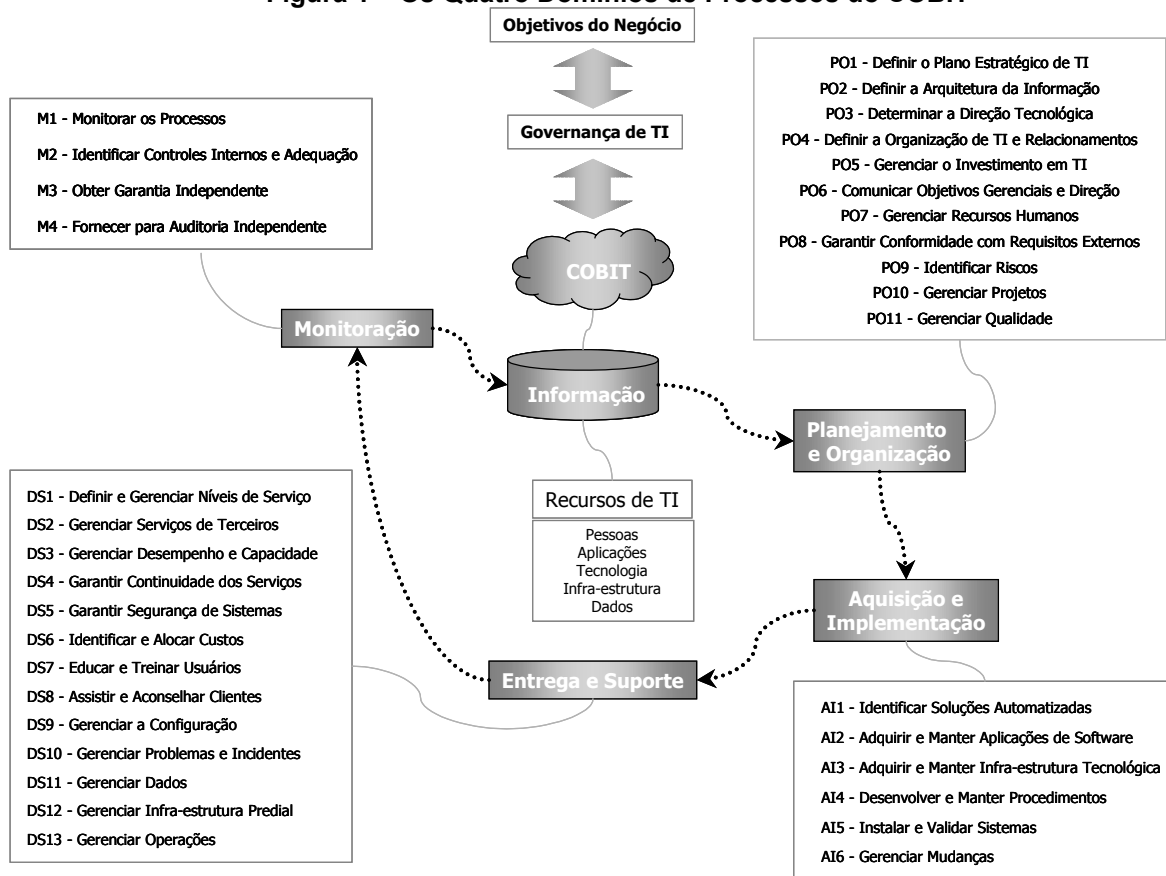 Figura 1 – Os Quatro Domínios de Processos do COBIT
Objetivos do Negócio
Governança de TI
COBIT
M1 - Monitorar os Processos
M2 - Identificar Controles Internos e Adequação
M3 - Obter Garantia Independente
M4 - Fornecer para Auditoria Independente
PO1 - Definir o Plano Estratégico de TI
PO2 - Definir a Arquitetura da Informação
PO3 - Determinar a Direção Tecnológica
PO4 - Definir a Organização de TI e Relacionamentos
PO5 - Gerenciar o Investimento em TI
PO6 - Comunicar Objetivos Gerenciais e Direção
PO7 - Gerenciar Recursos Humanos
PO8 - Garantir Conformidade com Requisitos Externos
PO9 - Identificar Riscos
PO10 - Gerenciar Projetos
PO11 - Gerenciar Qualidade
Monitoração
Informação
Planejamento
e Organização
Recursos de TI
Pessoas
Aplicações
Tecnologia
Infra-estrutura
Dados
DS1 - Definir e Gerenciar Níveis de Serviço
DS2 - Gerenciar Serviços de Terceiros
DS3 - Gerenciar Desempenho e Capacidade
DS4 - Garantir Continuidade dos Serviços
DS5 - Garantir Segurança de Sistemas
DS6 - Identificar e Alocar Custos
DS7 - Educar e Treinar Usuários
DS8 - Assistir e Aconselhar Clientes
DS9 - Gerenciar a Configuração
DS10 - Gerenciar Problemas e Incidentes
DS11 - Gerenciar Dados
DS12 - Gerenciar Infra-estrutura Predial
DS13 - Gerenciar Operações
Aquisição e
Implementação
Entrega e Suporte
AI1 - Identificar Soluções Automatizadas
AI2 - Adquirir e Manter Aplicações de Software
AI3 - Adquirir e Manter Infra-estrutura Tecnológica
AI4 - Desenvolver e Manter Procedimentos
AI5 - Instalar e Validar Sistemas
AI6 - Gerenciar Mudanças